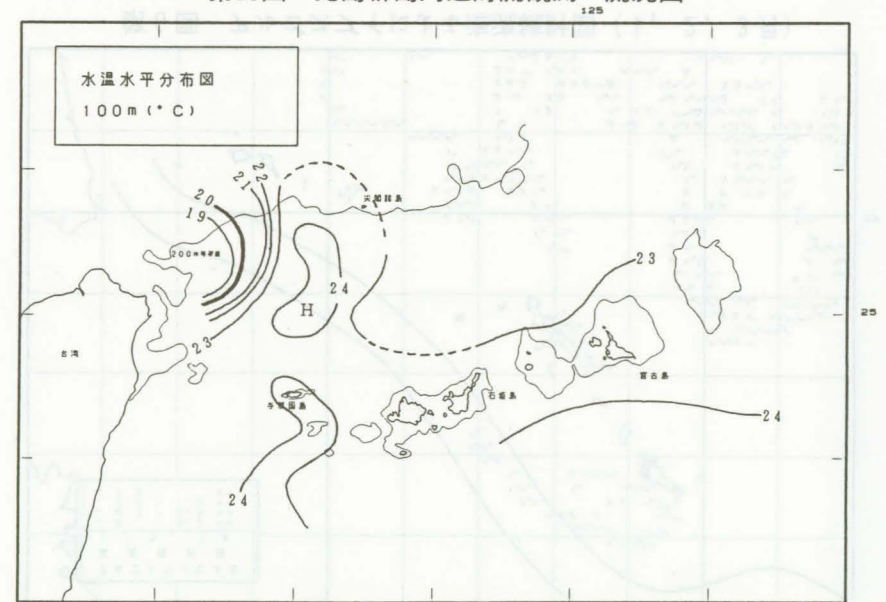 125
水温水平分布図
100m(°C)
22
21
20
19
尖閣諸島
200m等深線
24
23
H
25
23
台湾
宮古島
石垣島
与那国島
24
24